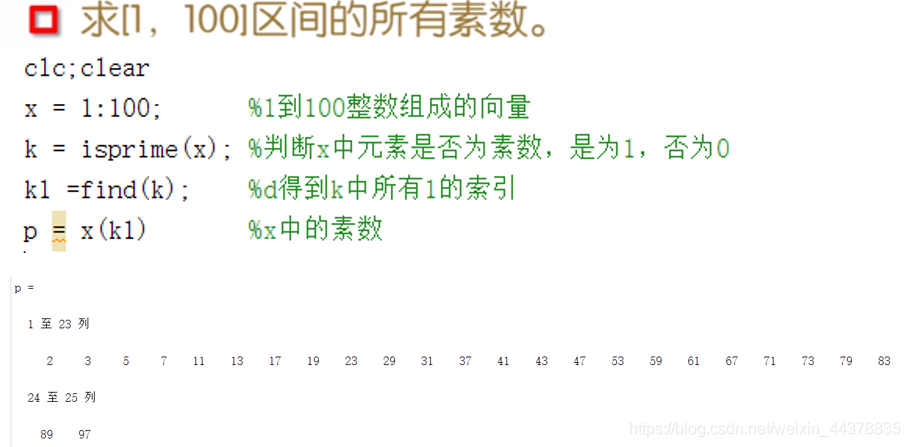 求[1，100]区间的所有素数。
clc;clear
x = 1:100; %1到100整数组成的向量
k = isprime(x); %判断x中元素是否为素数，是为1，否为0
k1 =find(k); %d得到k中所有1的索引
p = x(k1) %x中的素数
p =
1 至 23 列
2 3 5 7 11 13 17 19 23 29 31 37 41 43 47 53 59 61 67 71 73 79 83
24 至 25 列
89 97
https://blog.csdn.net/weixin_44378835